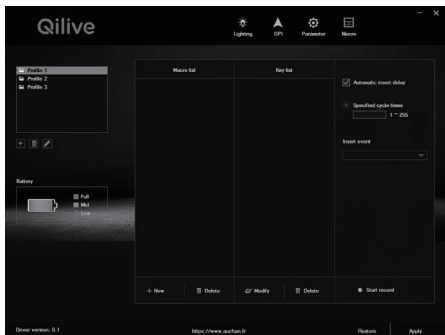 Qilive
Lighting DPI Parameter Macro
Profile 1
Profile 2
Profile 3
Macro list Key list
Automatic insert delay
Specified cycle times
1 ~ 255
Insert event
Battery
Full
Mid
Low
New Delete Modify Delete Start record
Driver version: 0.1 https://www.auchan.fr Restore Apply